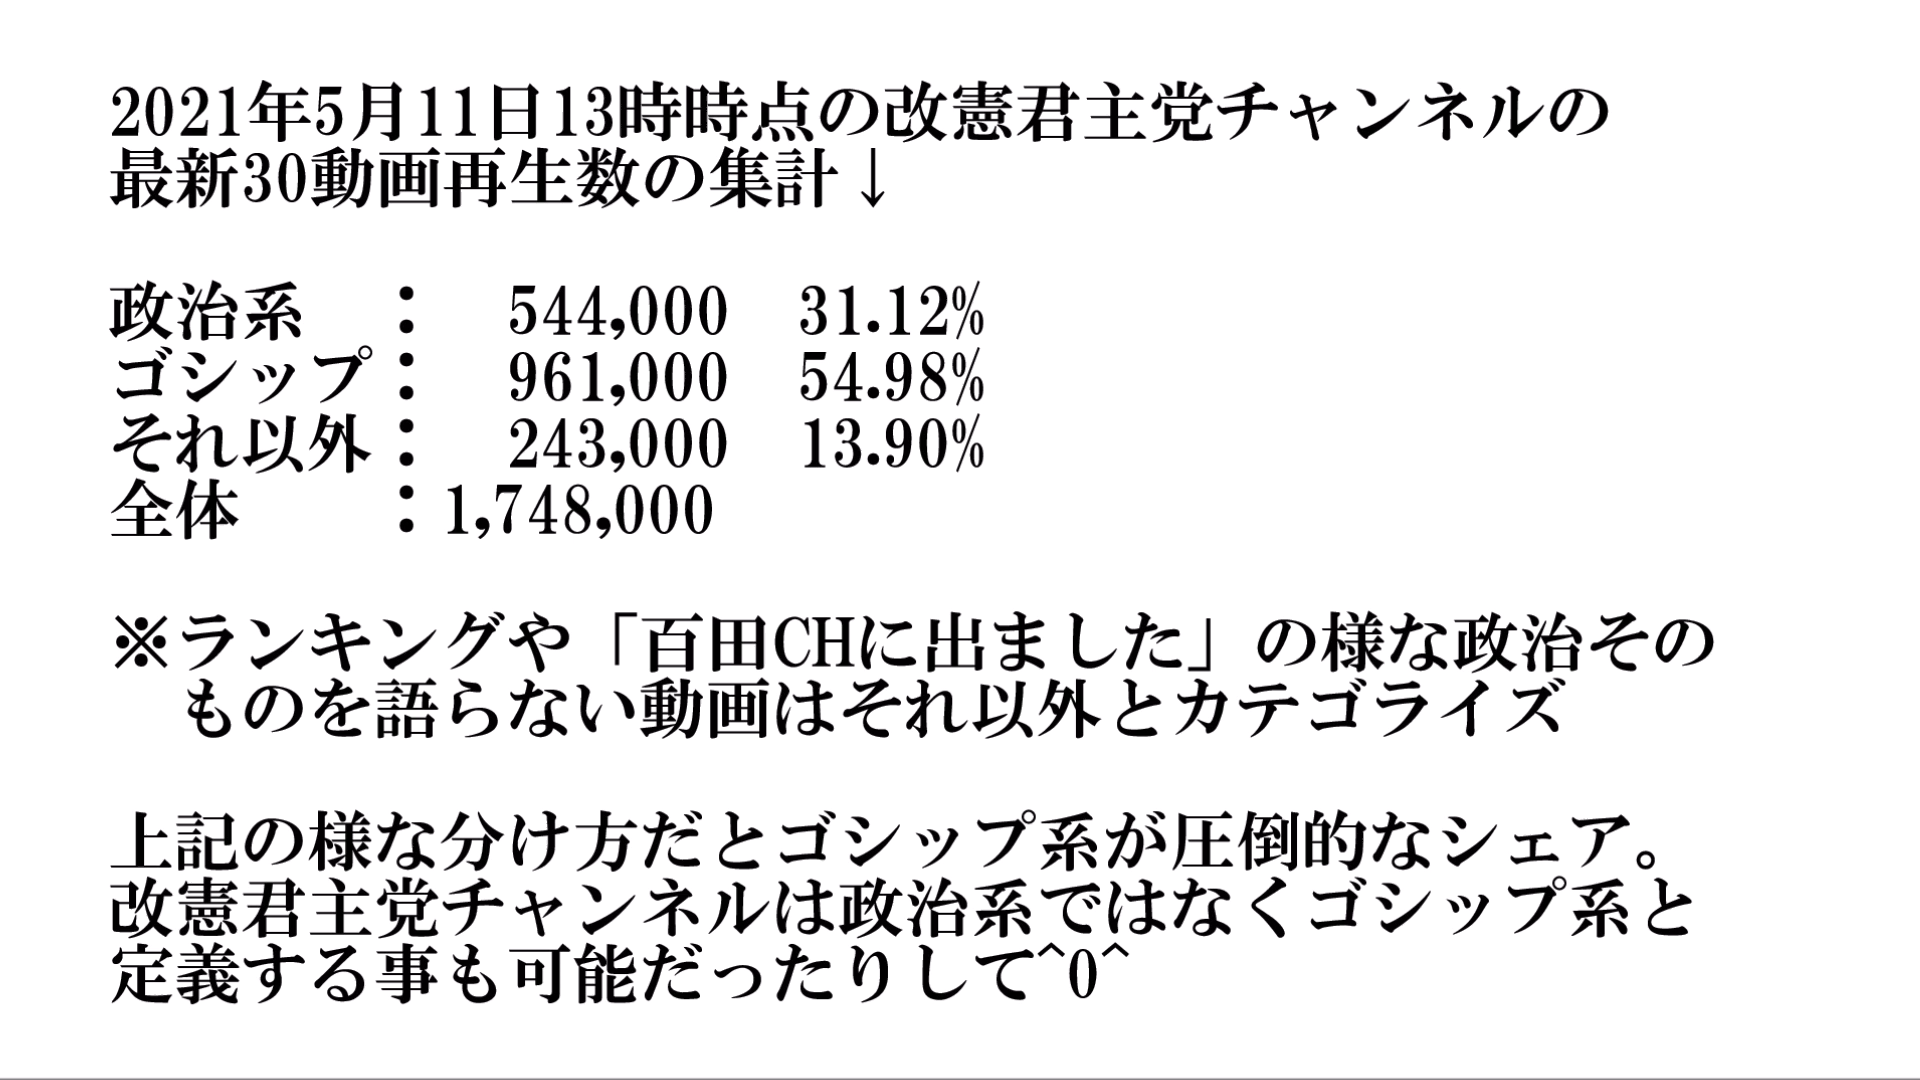 2021年5月11日13時時点の改憲君主党チャンネルの
最新30動画再生数の集計↓
政治系　： 544,000 31.12%
ゴシップ： 961,000 54.98%
それ以外： 243,000 13.90%
全体　　：1,748,000
※ランキングや「百田CHに出ました」の様な政治その
ものを語らない動画はそれ以外とカテゴライズ
上記の様な分け方だとゴシップ系が圧倒的なシェア。
改憲君主党チャンネルは政治系ではなくゴシップ系と
定義する事も可能だったりして^0^